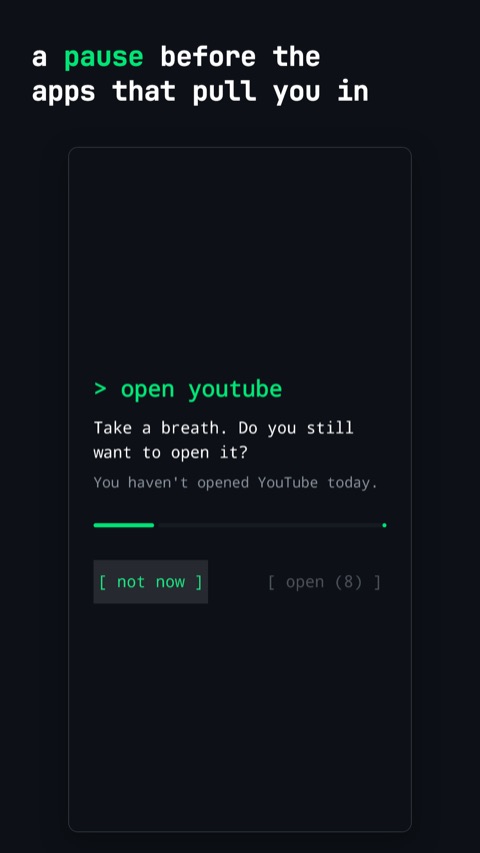 a pause before the
apps that pull you in
> open youtube
Take a breath. Do you still
want to open it?
You haven't opened YouTube today.
[ not now ]
[ open (8) ]